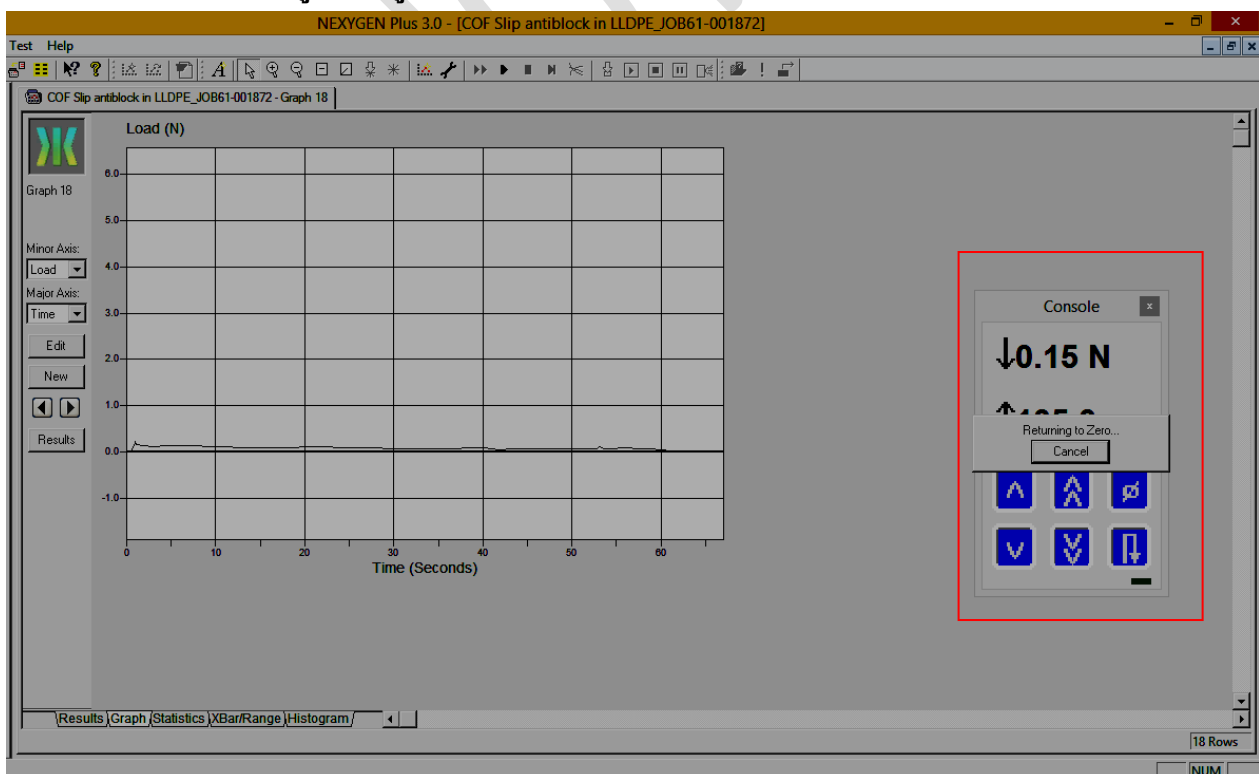 NEXYGEN Plus 3.0 - [COF Slip antiblock in LLDPE_JOB61-001872]
Test Help
COF Slip antiblock in LLDPE_JOB61-001872 - Graph 18
Load (N)
Graph 18
6.0
5.0
Minor Axis:
Load
4.0
Major Axis:
Time
3.0
Edit
2.0
New
1.0
Results
0.0
-1.0
0 10 20 30 40 50 60
Time (Seconds)
Console
↓0.15 N
Returning to Zero...
Cancel
Results Graph Statistics XBar/Range Histogram
18 Rows
NUM